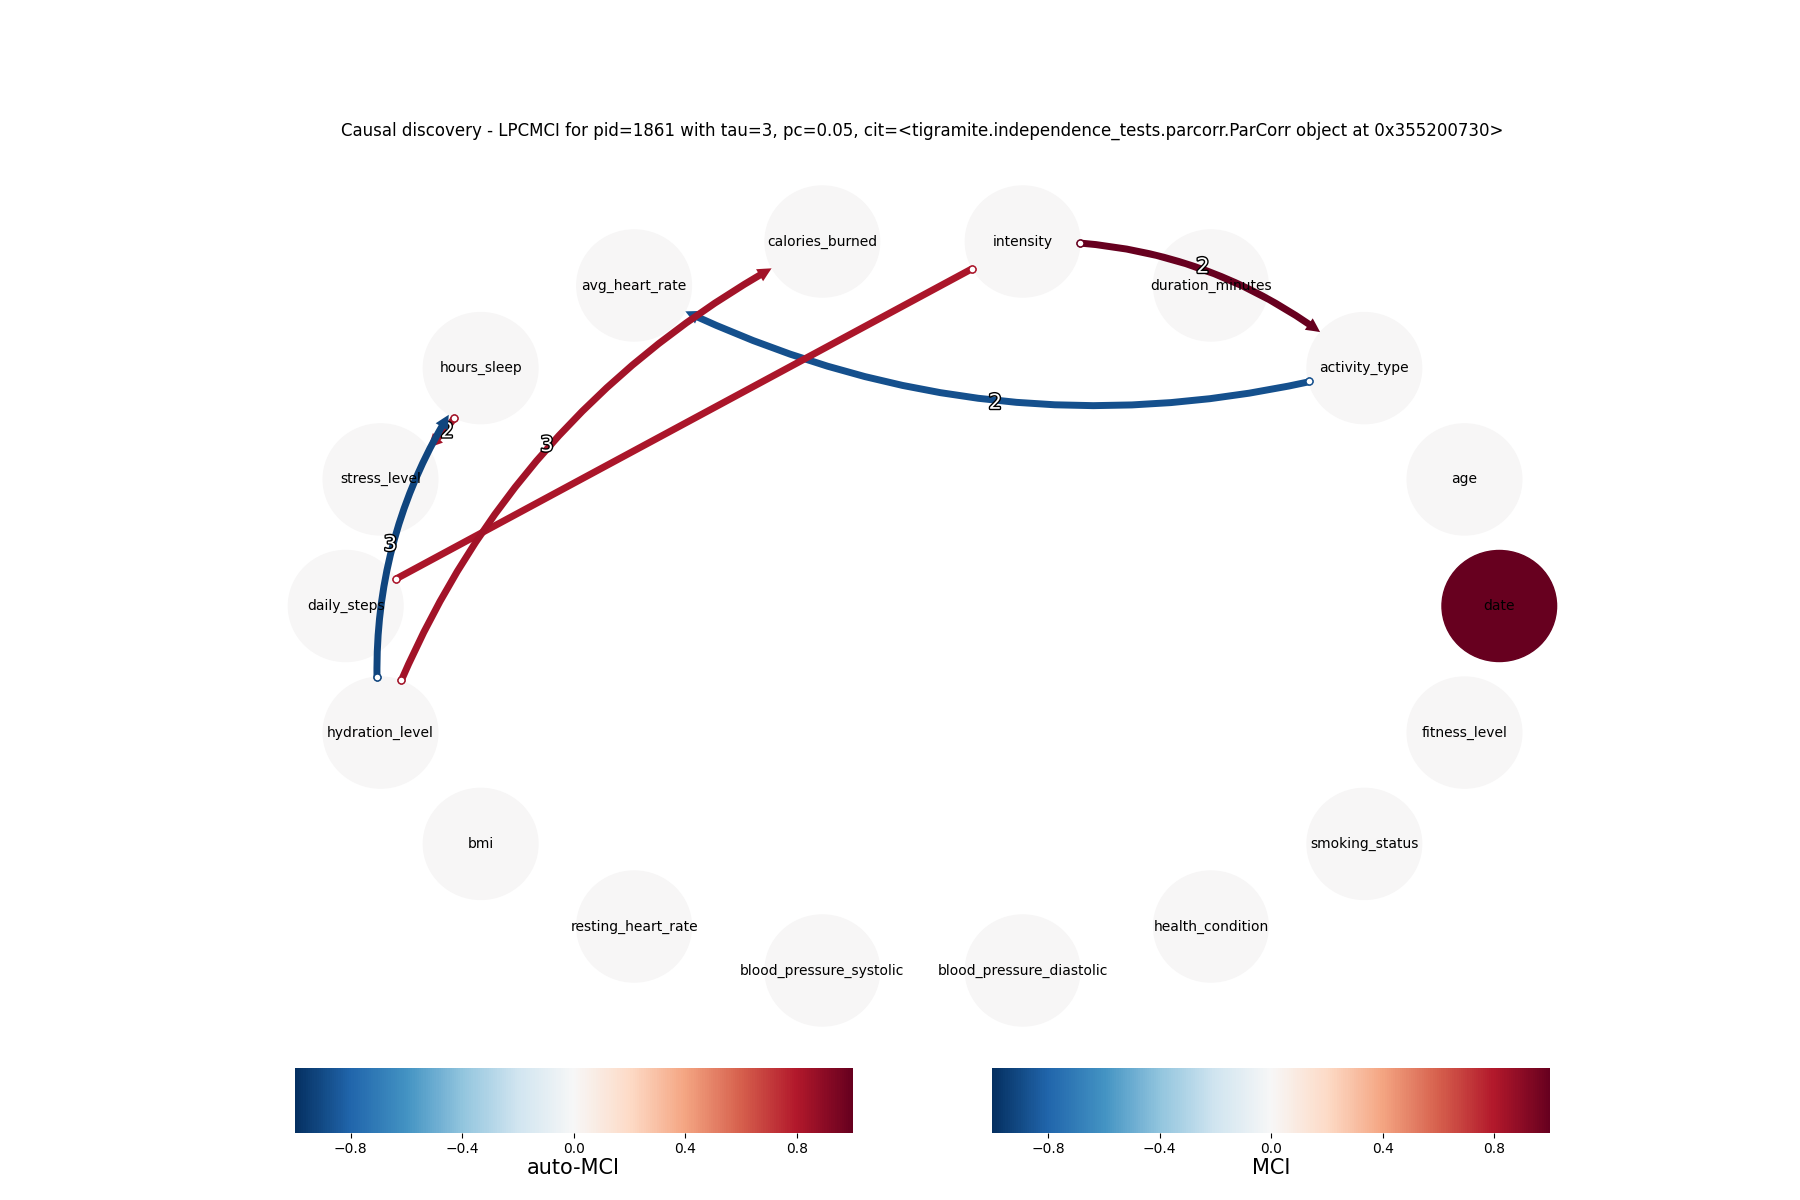 Causal discovery - LPCMCI for pid=1861 with tau=3, pc=0.05, cit=<tigramite.independence_tests.parcorr.ParCorr object at 0x355200730>
calories_burned
intensity
2
avg_heart_rate
duration_minutes
hours_sleep
activity_type
2
2
3
stress_level
age
3
daily_steps
date
hydration_level
fitness_level
bmi
smoking_status
resting_heart_rate
health_condition
blood_pressure_systolic
blood_pressure_diastolic
−0.8 −0.4 0.0 0.4 0.8
auto-MCI
−0.8 −0.4 0.0 0.4 0.8
MCI